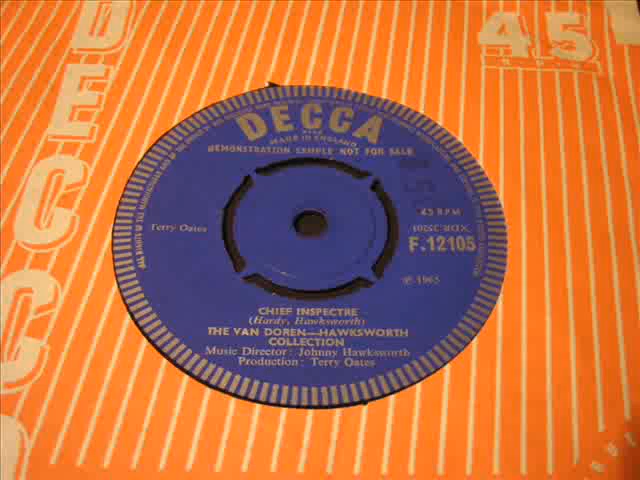 DECCA
45
DECCA
MADE IN ENGLAND
DEMONSTRATION SAMPLE NOT FOR SALE
45 RPM
Terry Oates
F.12105
℗ 1965
CHIEF INSPECTRE
(Hardy, Hawksworth)
THE VAN DOREN—HAWKSWORTH
COLLECTION
Music Director: Johnny Hawksworth
Production: Terry Oates